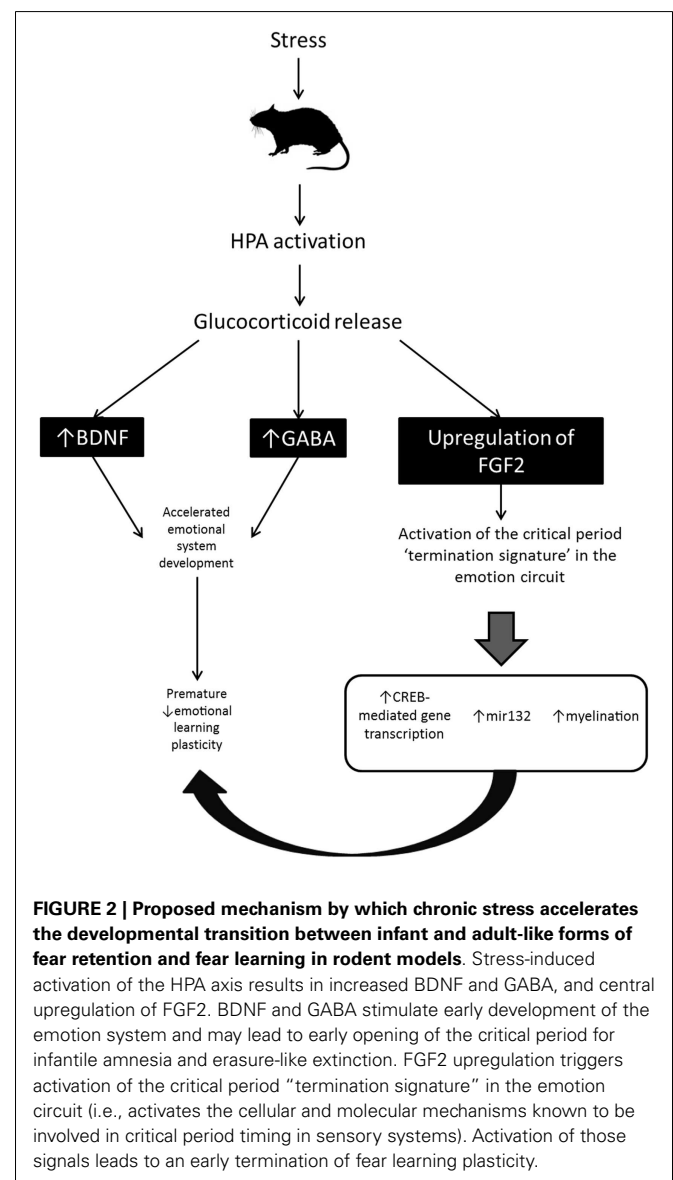 Stress
HPA activation
Glucocorticoid release
↑BDNF
↑GABA
Upregulation of
FGF2
Accelerated
emotional
system
development
Activation of the critical period
‘termination signature’ in the
emotion circuit
Premature
↓emotional
learning
plasticity
↑CREB-
mediated gene
transcription
↑mir132
↑myelination
FIGURE 2 | Proposed mechanism by which chronic stress accelerates
the developmental transition between infant and adult-like forms of
fear retention and fear learning in rodent models. Stress-induced
activation of the HPA axis results in increased BDNF and GABA, and central
upregulation of FGF2. BDNF and GABA stimulate early development of the
emotion system and may lead to early opening of the critical period for
infantile amnesia and erasure-like extinction. FGF2 upregulation triggers
activation of the critical period “termination signature” in the emotion
circuit (i.e., activates the cellular and molecular mechanisms known to be
involved in critical period timing in sensory systems). Activation of those
signals leads to an early termination of fear learning plasticity.